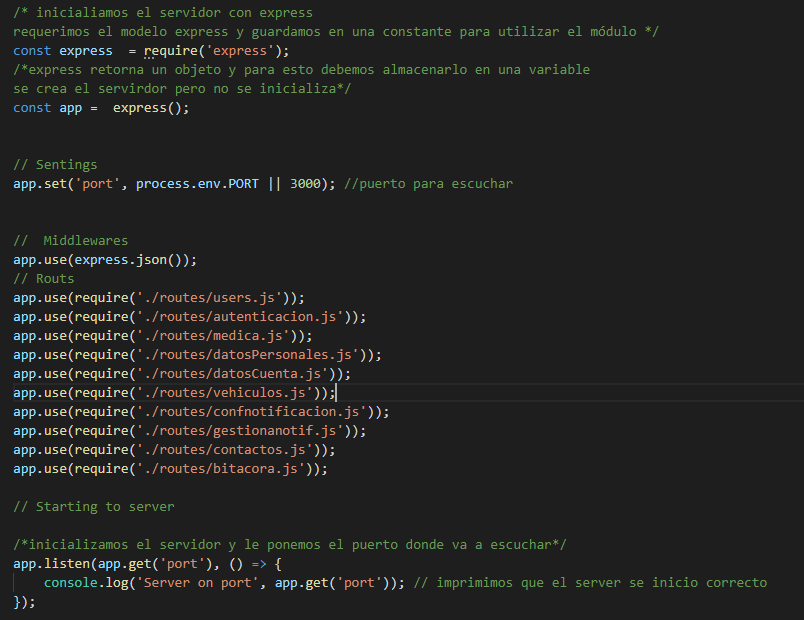 /* inicialiamos el servidor con express
requerimos el modelo express y guardamos en una constante para utilizar el módulo */
const express  = require('express');
/*express retorna un objeto y para esto debemos almacenarlo en una variable
se crea el servirdor pero no se inicializa*/
const app =  express();
// Sentings
app.set('port', process.env.PORT || 3000); //puerto para escuchar
//  Middlewares
app.use(express.json());
// Routs
app.use(require('./routes/users.js'));
app.use(require('./routes/autenticacion.js'));
app.use(require('./routes/medica.js'));
app.use(require('./routes/datosPersonales.js'));
app.use(require('./routes/datosCuenta.js'));
app.use(require('./routes/vehiculos.js'));
app.use(require('./routes/confnotificacion.js'));
app.use(require('./routes/gestionanotif.js'));
app.use(require('./routes/contactos.js'));
app.use(require('./routes/bitacora.js'));
// Starting to server
/*inicializamos el servidor y le ponemos el puerto donde va a escuchar*/
app.listen(app.get('port'), () => {
    console.log('Server on port', app.get('port')); // imprimimos que el server se inicio correcto
});